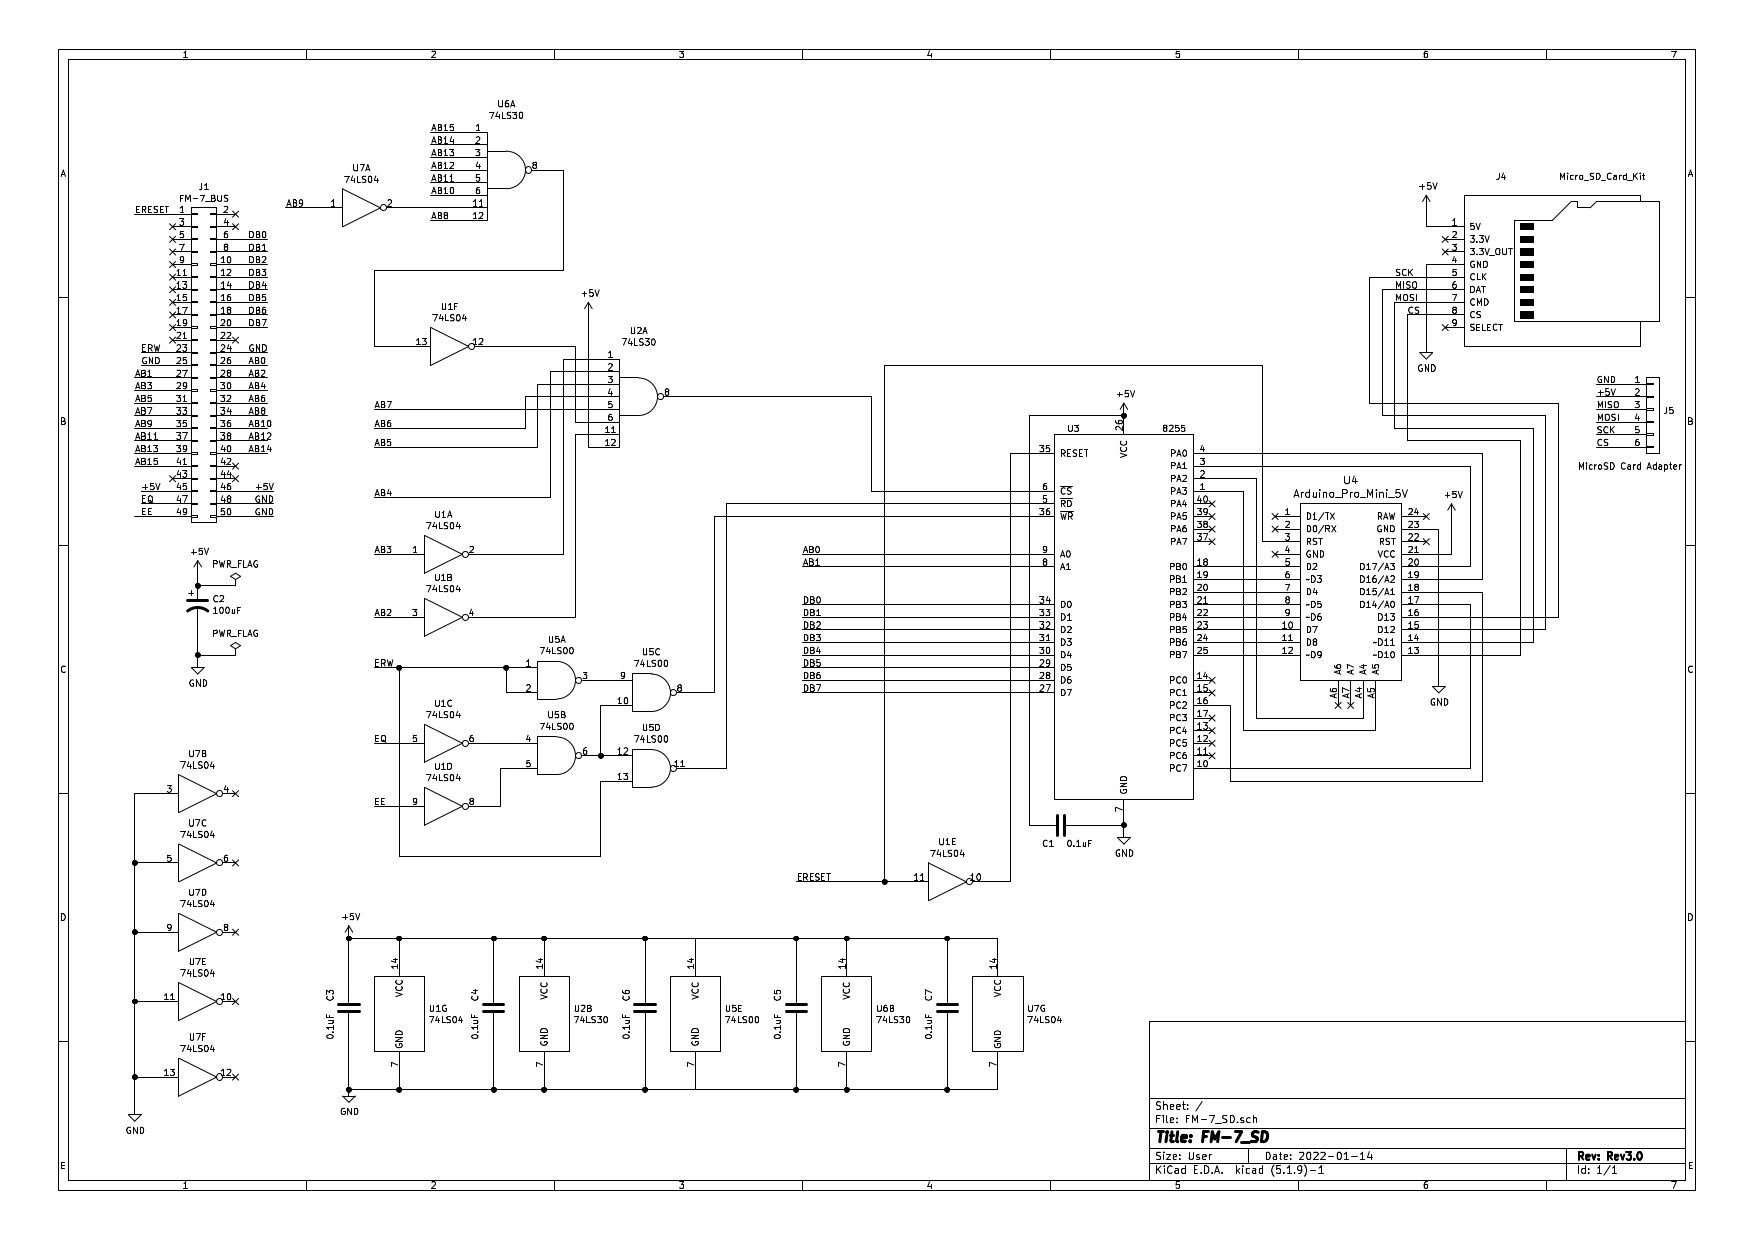 1 2 3 4 5 6 7
A
B
C
D
E
J1
FM-7_BUS
ERESET 1 2
3 4
5 6 DB0
7 8 DB1
9 10 DB2
11 12 DB3
13 14 DB4
15 16 DB5
17 18 DB6
19 20 DB7
21 22
ERW 23 24 GND
GND 25 26 AB0
AB1 27 28 AB2
AB3 29 30 AB4
AB5 31 32 AB6
AB7 33 34 AB8
AB9 35 36 AB10
AB11 37 38 AB12
AB13 39 40 AB14
AB15 41 42
43 44
+5V 45 46 +5V
EQ 47 48 GND
EE 49 50 GND
+5V
PWR_FLAG
+ C2
100uF
PWR_FLAG
GND
U7B
74LS04
3 4
U7C
74LS04
5 6
U7D
74LS04
9 8
U7E
74LS04
11 10
U7F
74LS04
13 12
GND
U6A
74LS30
AB15 1
AB14 2
AB13 3
AB12 4
AB11 5
AB10 6
11
AB8 12
8
U7A
74LS04
AB9 1 2
U1F
74LS04
13 12
+5V
U2A
74LS30
1
2
3
4
5
6
11
12
8
AB7
AB6
AB5
AB4
U1A
74LS04
AB3 1 2
U1B
74LS04
AB2 3 4
U5A
74LS00
ERW 1
2
3
U5C
74LS00
9
10
8
U1C
74LS04
EQ 5 6
U5B
74LS00
4
5
6
U5D
74LS00
12
13
11
U1D
74LS04
EE 9 8
U1E
74LS04
ERESET 11 10
+5V
U3 8255
26
VCC
35 RESET
6 CS
5 RD
36 WR
AB0 9 A0
AB1 8 A1
DB0 34 D0
DB1 33 D1
DB2 32 D2
DB3 31 D3
DB4 30 D4
DB5 29 D5
DB6 28 D6
DB7 27 D7
PA0 4
PA1 3
PA2 2
PA3 1
PA4 40
PA5 39
PA6 38
PA7 37
PB0 18
PB1 19
PB2 20
PB3 21
PB4 22
PB5 23
PB6 24
PB7 25
PC0 14
PC1 15
PC2 16
PC3 17
PC4 13
PC5 12
PC6 11
PC7 10
GND
7
C1 0.1uF
GND
U4
Arduino_Pro_Mini_5V
+5V
1 D1/TX RAW 24
2 D0/RX GND 23
3 RST RST 22
4 GND VCC 21
5 D2 D17/A3 20
6 ~D3 D16/A2 19
7 D4 D15/A1 18
8 ~D5 D14/A0 17
9 ~D6 D13 16
10 D7 D12 15
11 D8 ~D11 14
12 ~D9 ~D10 13
A6 A7 A4 A5
A6 A7 A4 A5
GND
J4 Micro_SD_Card_Kit
+5V
1 5V
2 3.3V
3 3.3V_OUT
4 GND
SCK 5 CLK
MISO 6 DAT
MOSI 7 CMD
CS 8 CS
9 SELECT
GND
GND 1
+5V 2
MISO 3
MOSI 4
SCK 5
CS 6
J5
MicroSD Card Adapter
+5V
C3
0.1uF
14
VCC
GND
7
U1G
74LS04
C4
0.1uF
14
VCC
GND
7
U2B
74LS30
C6
0.1uF
14
VCC
GND
7
U5E
74LS00
C5
0.1uF
14
VCC
GND
7
U6B
74LS30
C7
0.1uF
14
VCC
GND
7
U7G
74LS04
GND
Sheet: /
File: FM-7_SD.sch
Title: FM-7_SD
Size: User Date: 2022-01-14 Rev: Rev3.0
KiCad E.D.A. kicad (5.1.9)-1 Id: 1/1
A
B
C
D
E
1 2 3 4 5 6 7